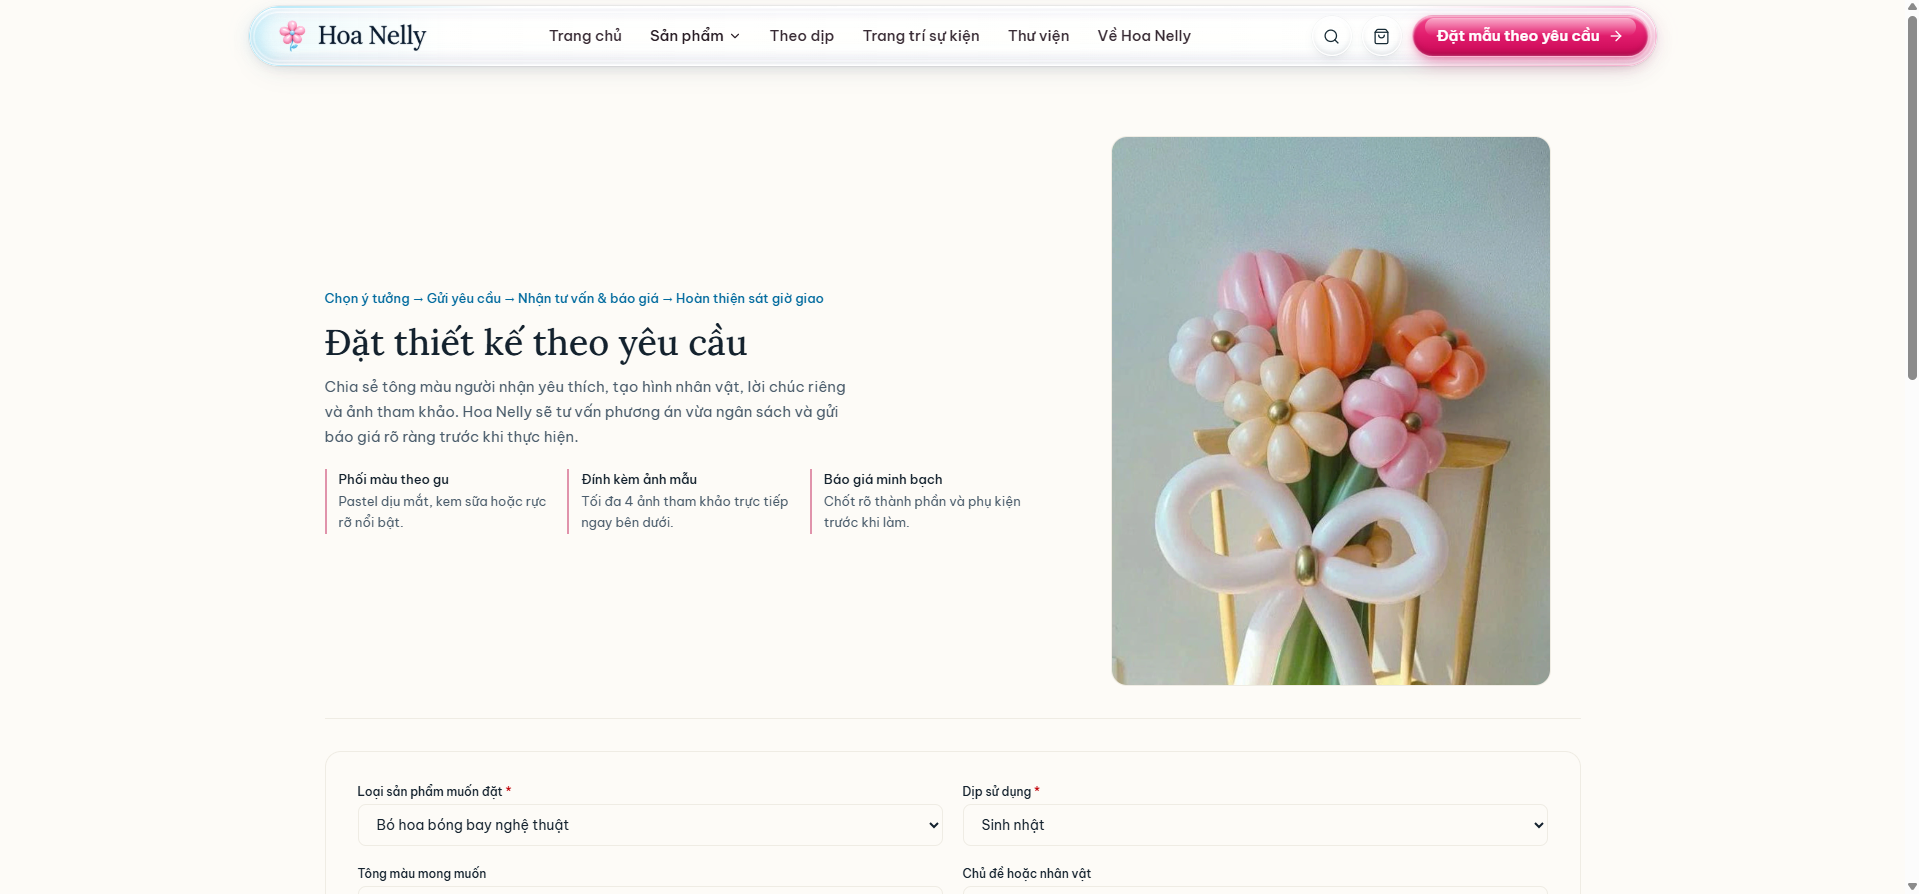 Hoa Nelly
Trang chủ
Sản phẩm
Theo dịp
Trang trí sự kiện
Thư viện
Về Hoa Nelly
Đặt mẫu theo yêu cầu →
Chọn ý tưởng → Gửi yêu cầu → Nhận tư vấn & báo giá → Hoàn thiện sát giờ giao
Đặt thiết kế theo yêu cầu
Chia sẻ tông màu người nhận yêu thích, tạo hình nhân vật, lời chúc riêng
và ảnh tham khảo. Hoa Nelly sẽ tư vấn phương án vừa ngân sách và gửi
báo giá rõ ràng trước khi thực hiện.
Phối màu theo gu
Pastel dịu mắt, kem sữa hoặc rực
rỡ nổi bật.
Đính kèm ảnh mẫu
Tối đa 4 ảnh tham khảo trực tiếp
ngay bên dưới.
Báo giá minh bạch
Chốt rõ thành phần và phụ kiện
trước khi làm.
Loại sản phẩm muốn đặt *
Bó hoa bóng bay nghệ thuật
Dịp sử dụng *
Sinh nhật
Tông màu mong muốn
Chủ đề hoặc nhân vật